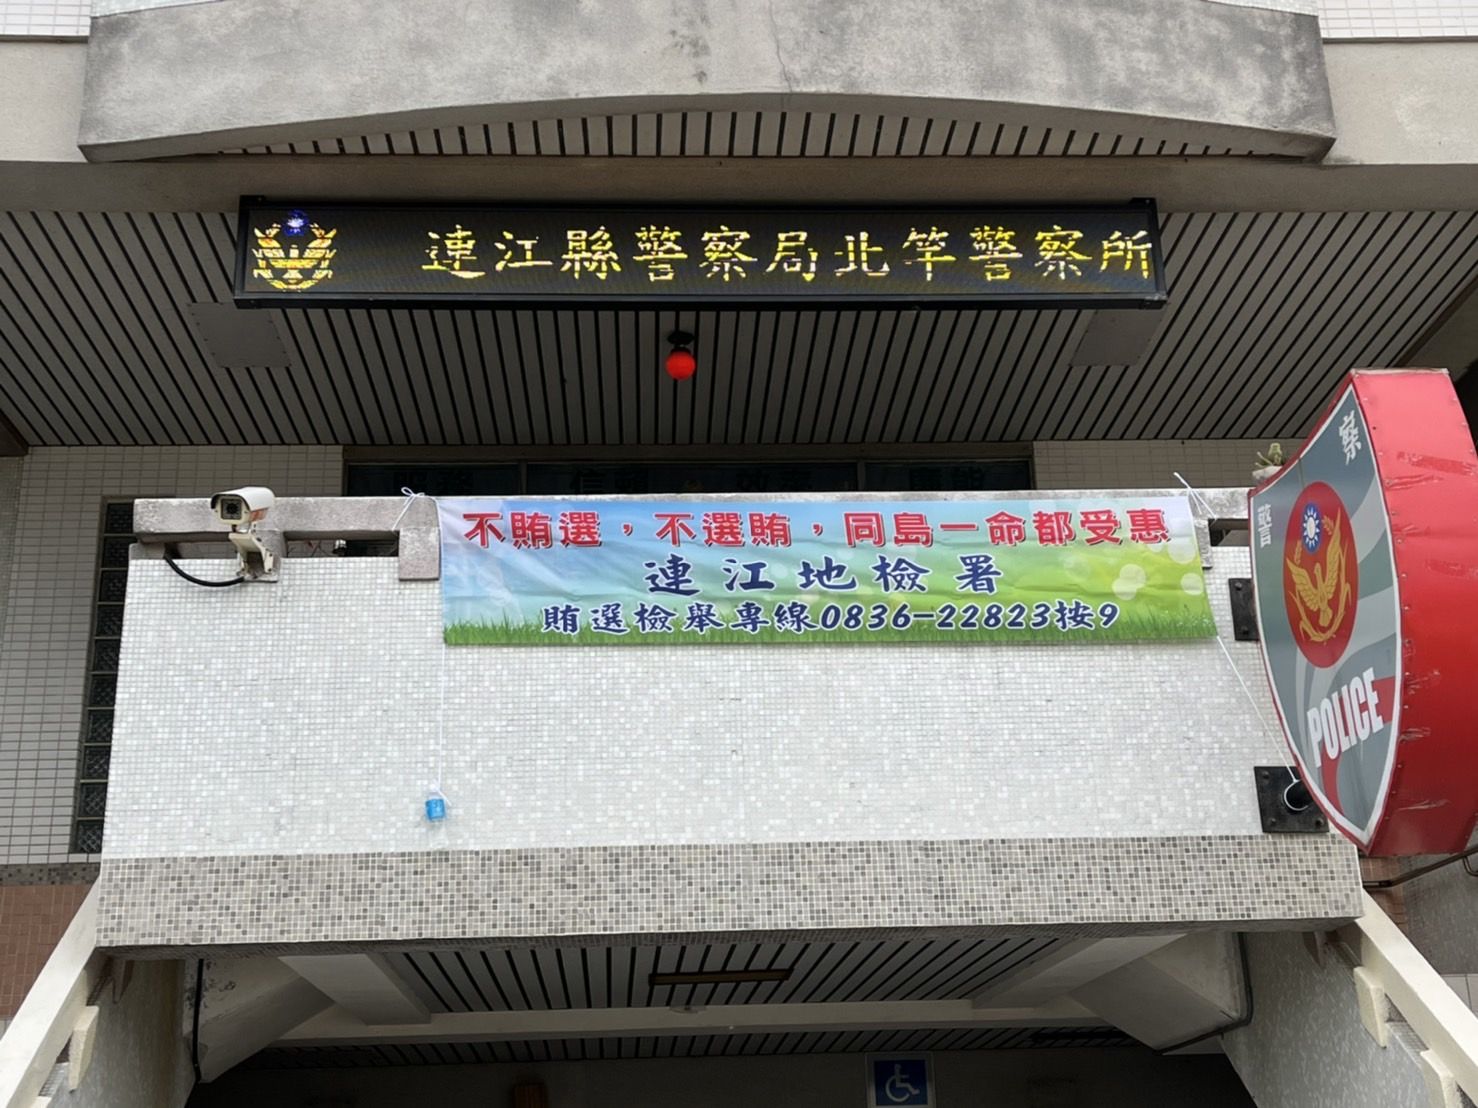 連江縣警察局北竿警察所
不賄選，不選賄，同島一命都受惠
連江地檢署
賄選檢舉專線0836-22823按9
警察
POLICE